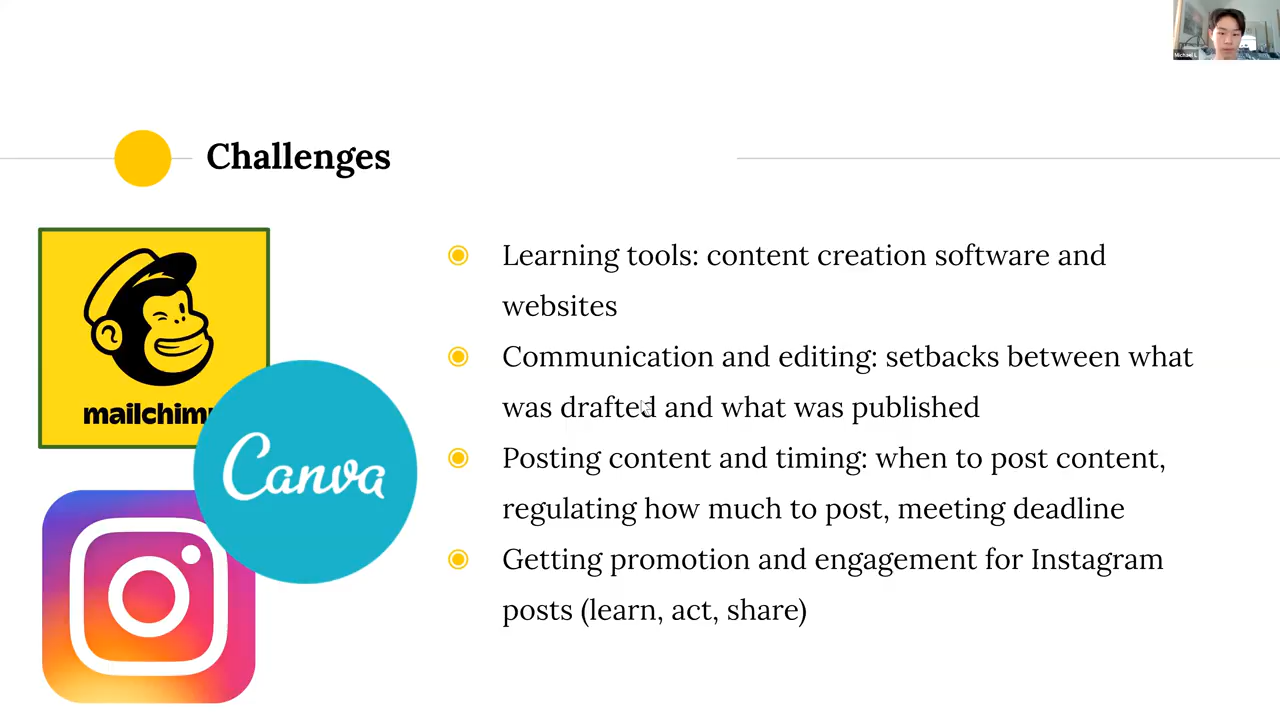 Michael L
Challenges
mailchim
Canva
Learning tools: content creation software and
websites
Communication and editing: setbacks between what
was drafted and what was published
Posting content and timing: when to post content,
regulating how much to post, meeting deadline
Getting promotion and engagement for Instagram
posts (learn, act, share)